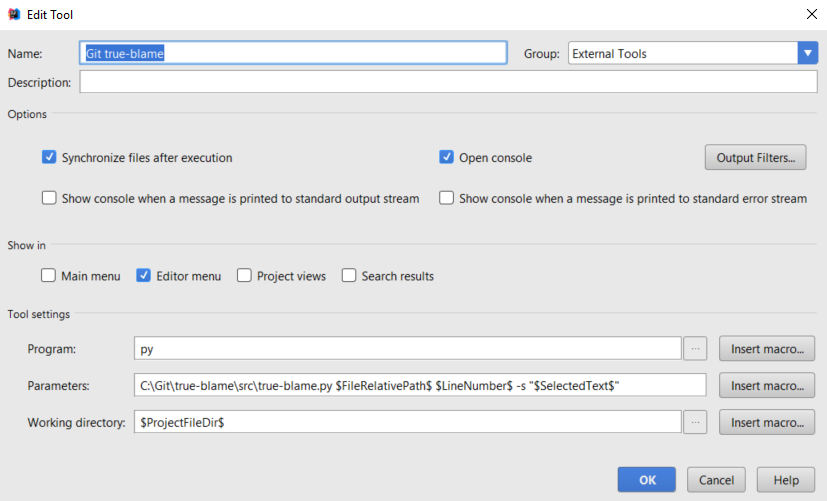 Edit Tool
Name: Git true-blame Group: External Tools
Description:
Options
Synchronize files after execution Open console Output Filters...
Show console when a message is printed to standard output stream Show console when a message is printed to standard error stream
Show in
Main menu Editor menu Project views Search results
Tool settings
Program: py ... Insert macro...
Parameters: C:\Git\true-blame\src\true-blame.py $FileRelativePath$ $LineNumber$ -s "$SelectedText$" Insert macro...
Working directory: $ProjectFileDir$ ... Insert macro...
OK Cancel Help